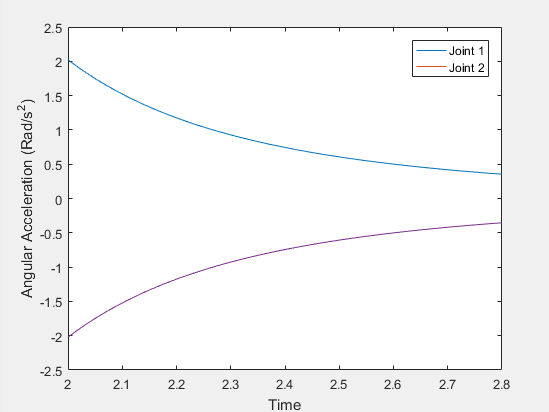 2.5
2
1.5
1
0.5
0
-0.5
-1
-1.5
-2
-2.5
Angular Acceleration (Rad/s²)
Joint 1
Joint 2
2 2.1 2.2 2.3 2.4 2.5 2.6 2.7 2.8
Time